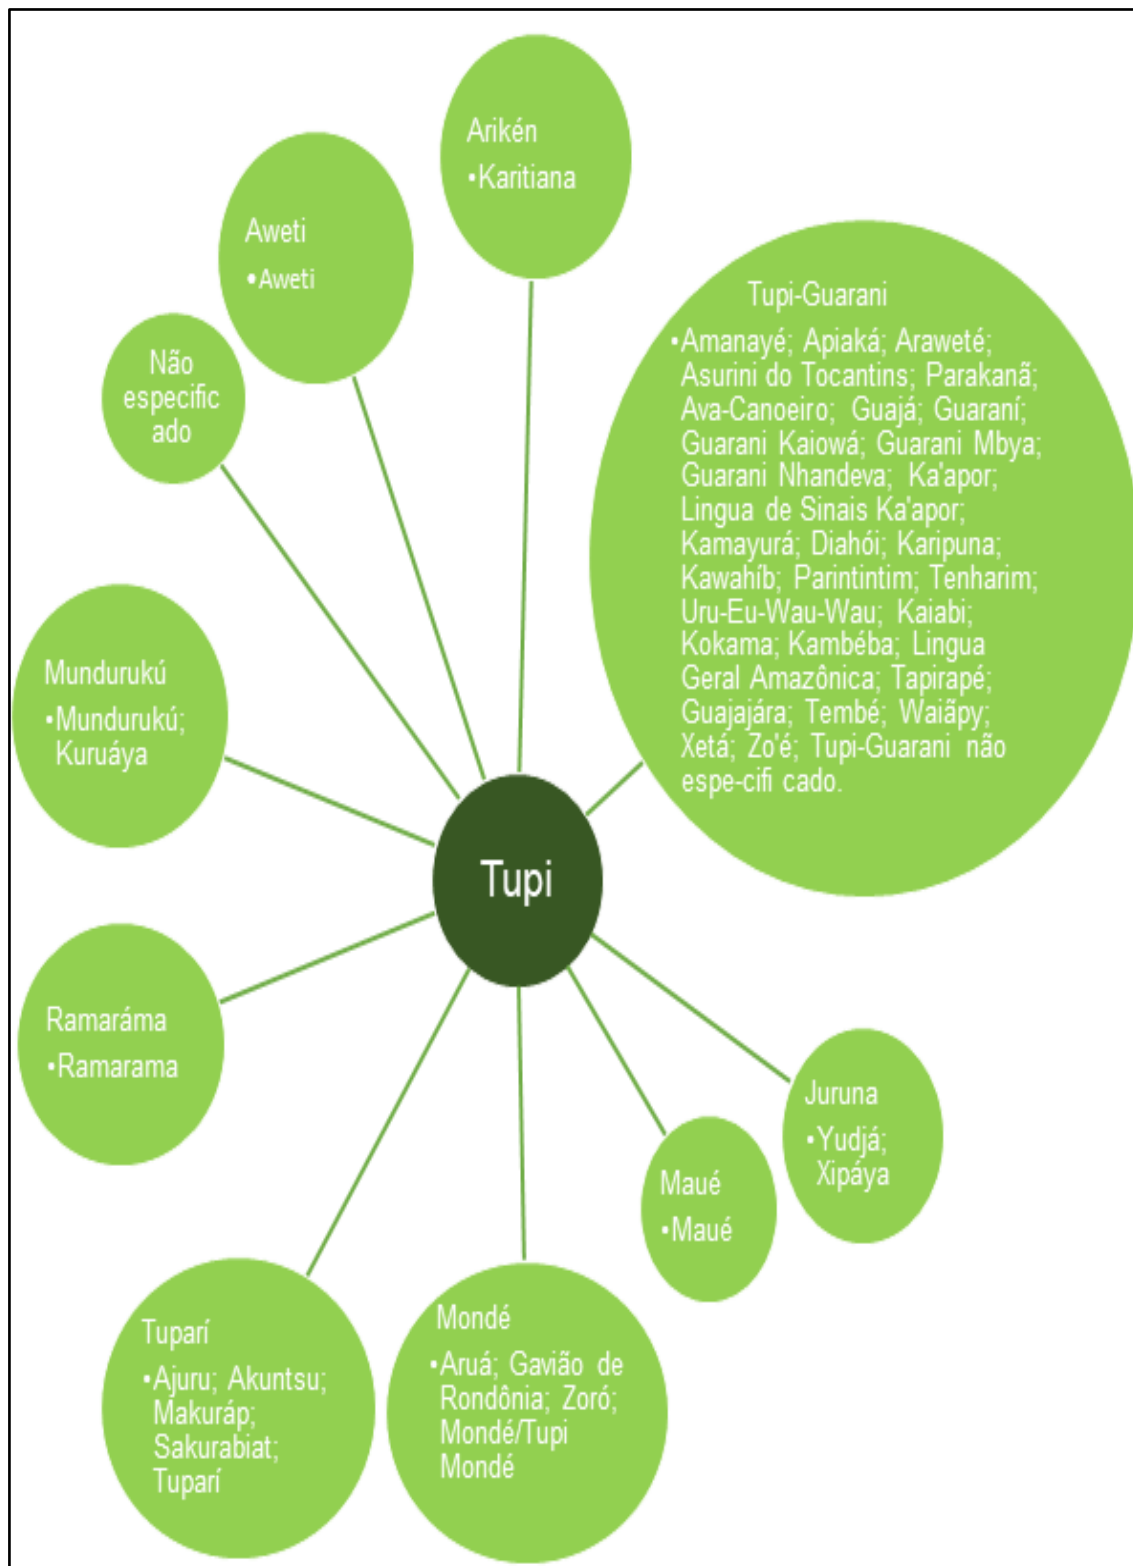 Arikén
•Karitiana
Aweti
•Aweti
Não
especific
ado
Tupi-Guarani
•Amanayé; Apiaká; Araweté;
Asurini do Tocantins; Parakanã;
Ava-Canoeiro; Guajá; Guaraní;
Guarani Kaiowá; Guarani Mbya;
Guarani Nhandeva; Ka'apor;
Lingua de Sinais Ka'apor;
Kamayurá; Diahói; Karipuna;
Kawahíb; Parintintim; Tenharim;
Uru-Eu-Wau-Wau; Kaiabi;
Kokama; Kambéba; Lingua
Geral Amazônica; Tapirapé;
Guajajára; Tembé; Waiãpy;
Xetá; Zo'é; Tupi-Guarani não
espe-cifi cado.
Mundurukú
•Mundurukú;
Kuruáya
Tupi
Ramaráma
•Ramarama
Juruna
•Yudjá;
Xipáya
Maué
•Maué
Tuparí
•Ajuru; Akuntsu;
Makuráp;
Sakurabiat;
Tuparí
Mondé
•Aruá; Gavião de
Rondônia; Zoró;
Mondé/Tupi
Mondé